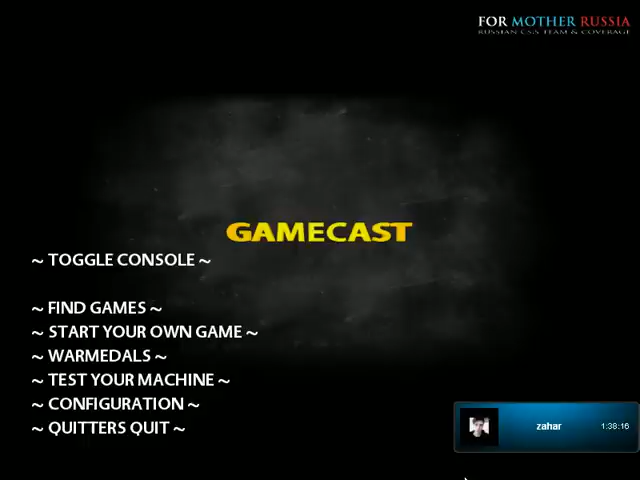 FOR MOTHER RUSSIA
RUSSIAN CSS TEAM & COVERAGE
GAMECAST
~ TOGGLE CONSOLE ~
~ FIND GAMES ~
~ START YOUR OWN GAME ~
~ WARMEDALS ~
~ TEST YOUR MACHINE ~
~ CONFIGURATION ~
~ QUITTERS QUIT ~
zahar 1:38:16